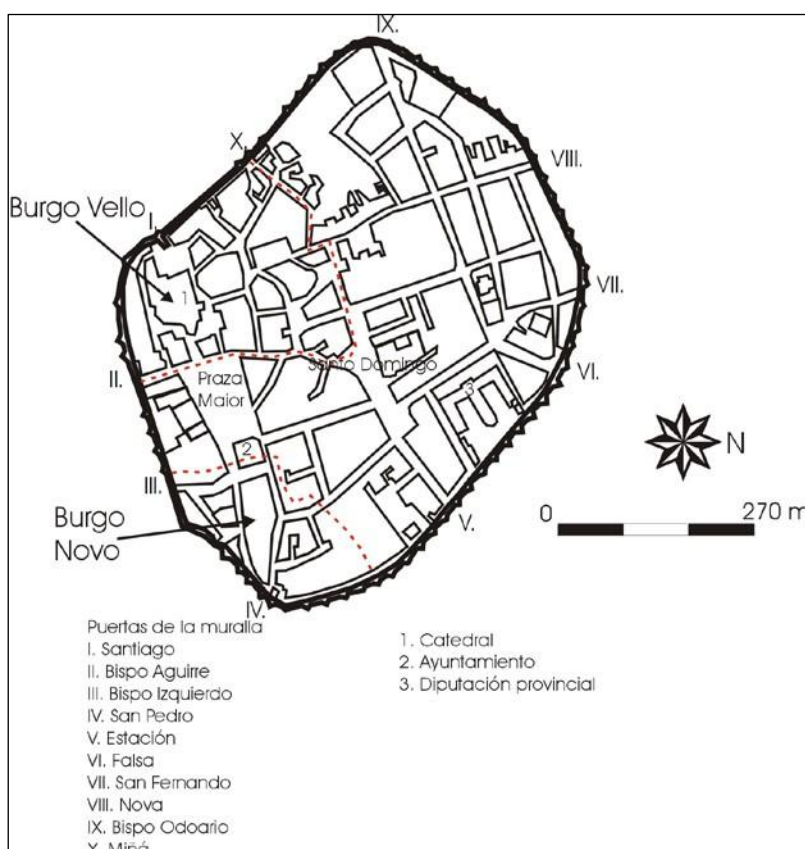 IX.
X.
VIII.
Burgo Vello
I.
1
VII.
II.
Praza
Maior
Santo Domingo
VI.
3
2
N
III.
V.
0 270 m
Burgo
Novo
IV.
Puertas de la muralla
I. Santiago
II. Bispo Aguirre
III. Bispo Izquierdo
IV. San Pedro
V. Estación
VI. Falsa
VII. San Fernando
VIII. Nova
IX. Bispo Odoario
X. Miñá
1. Catedral
2. Ayuntamiento
3. Diputación provincial